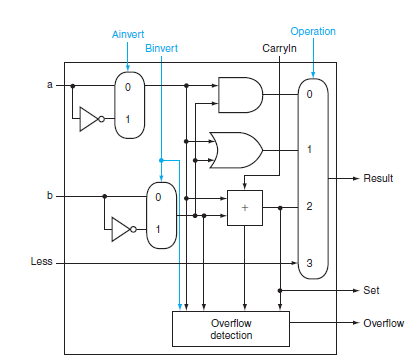 Ainvert
Binvert
Operation
CarryIn
a
0
1
0
1
b
0
1
+
2
Less
3
Result
Set
Overflow
detection
Overflow